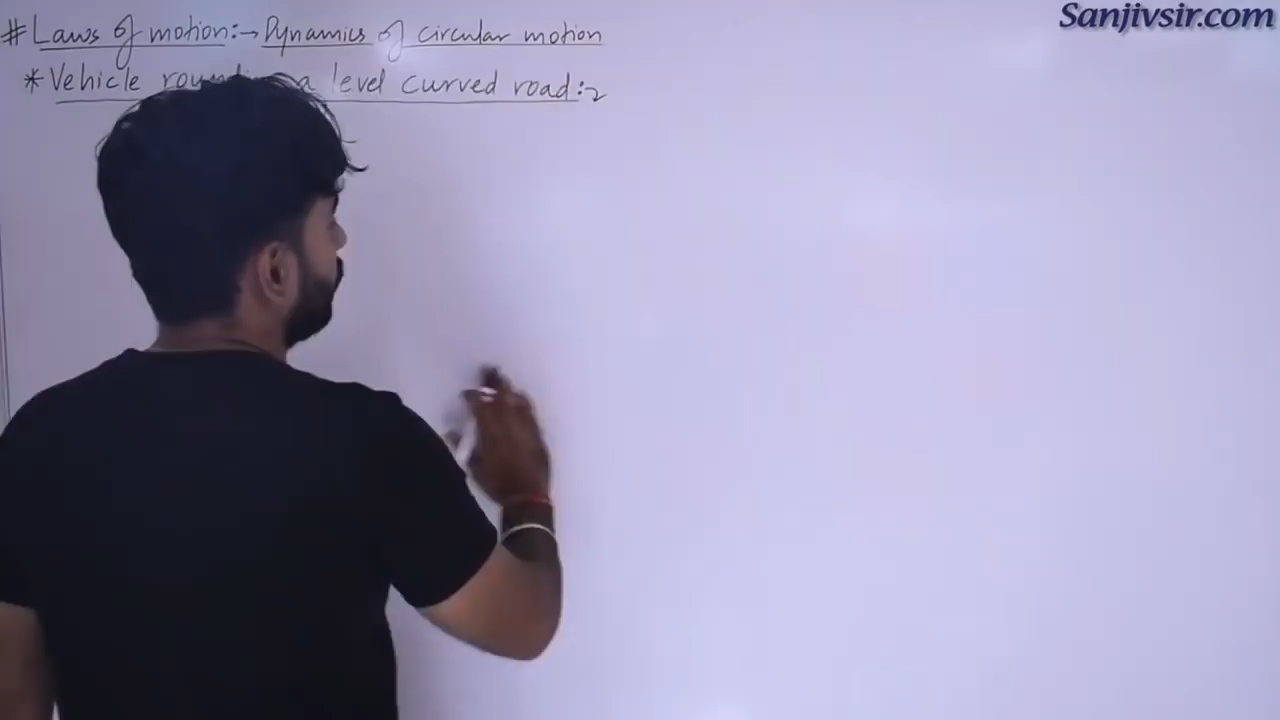 Sanjivsir.com
# Laws of motion:→ Dynamics of circular motion
* Vehicle a level curved road: